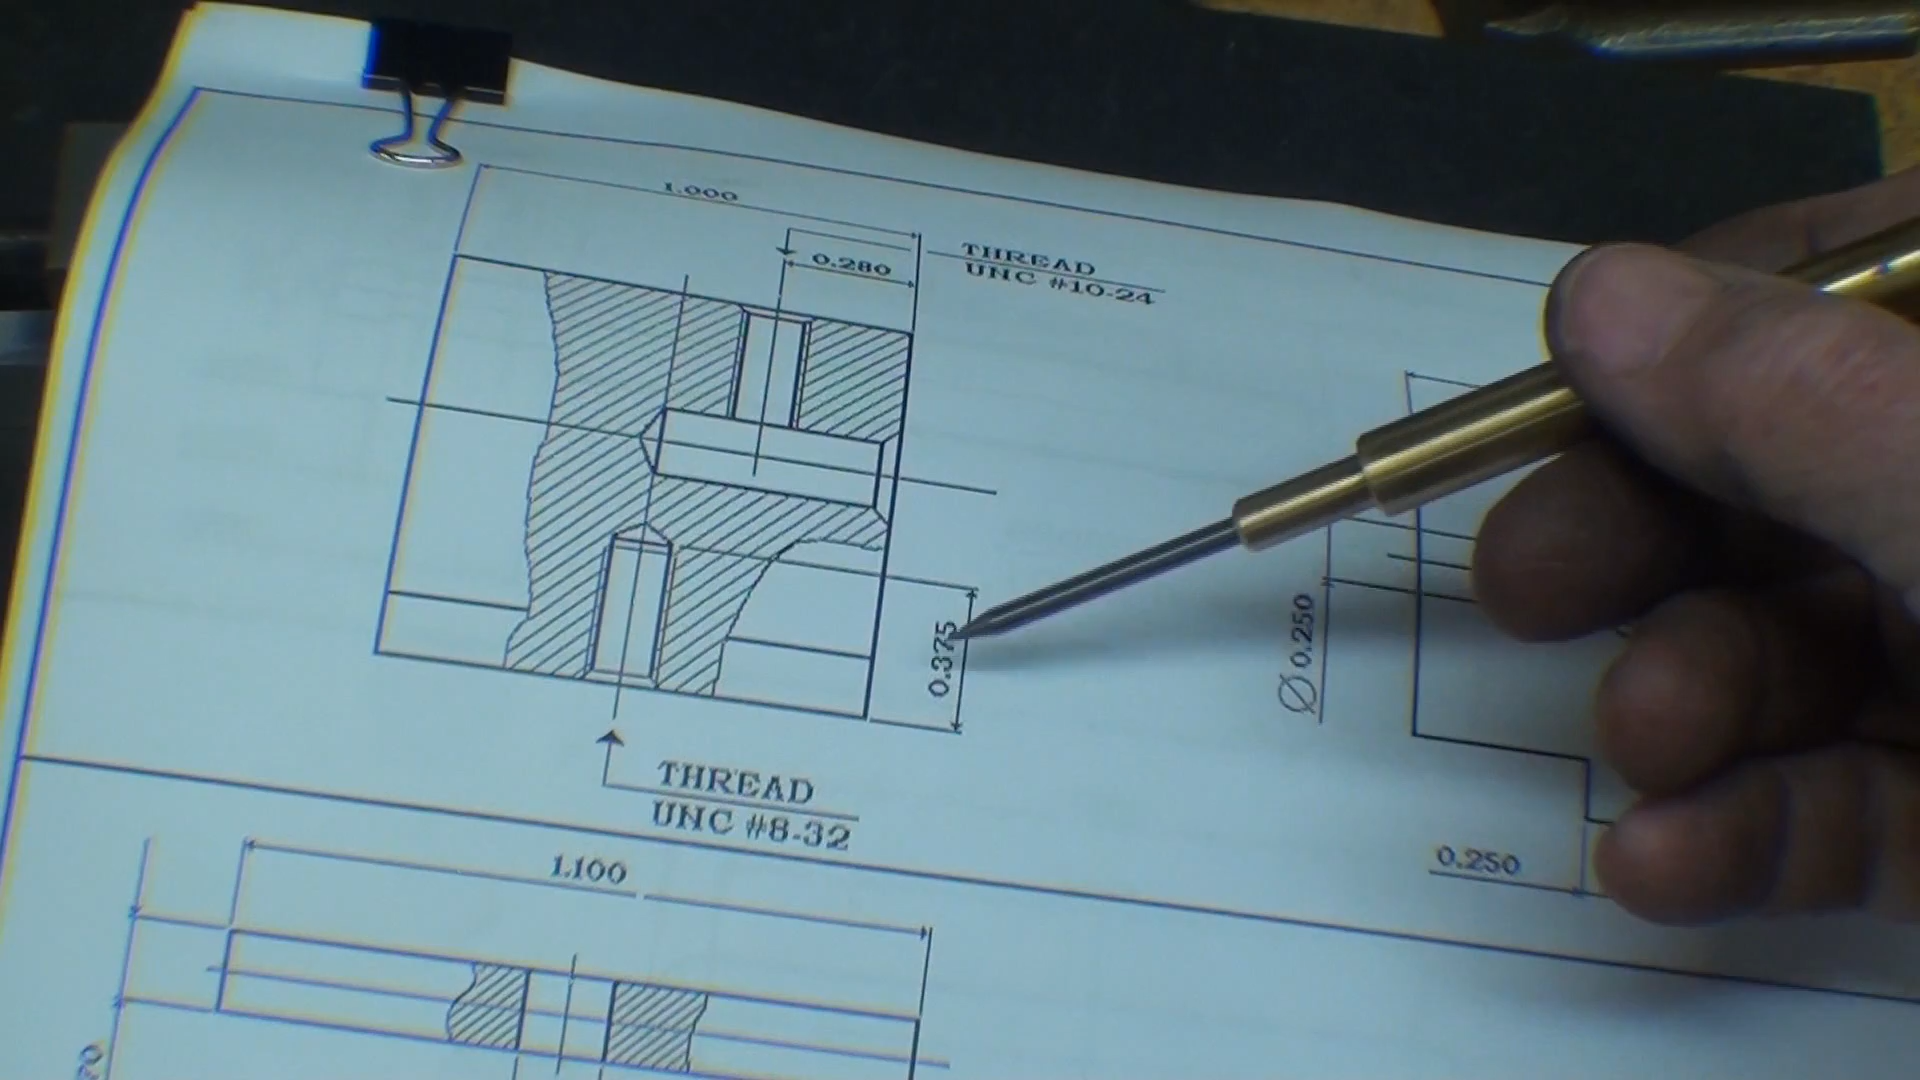 1.000
0.280
THREAD
UNC #10-24
0.375
Ø 0.250
THREAD
UNC #8-32
0.250
1.100